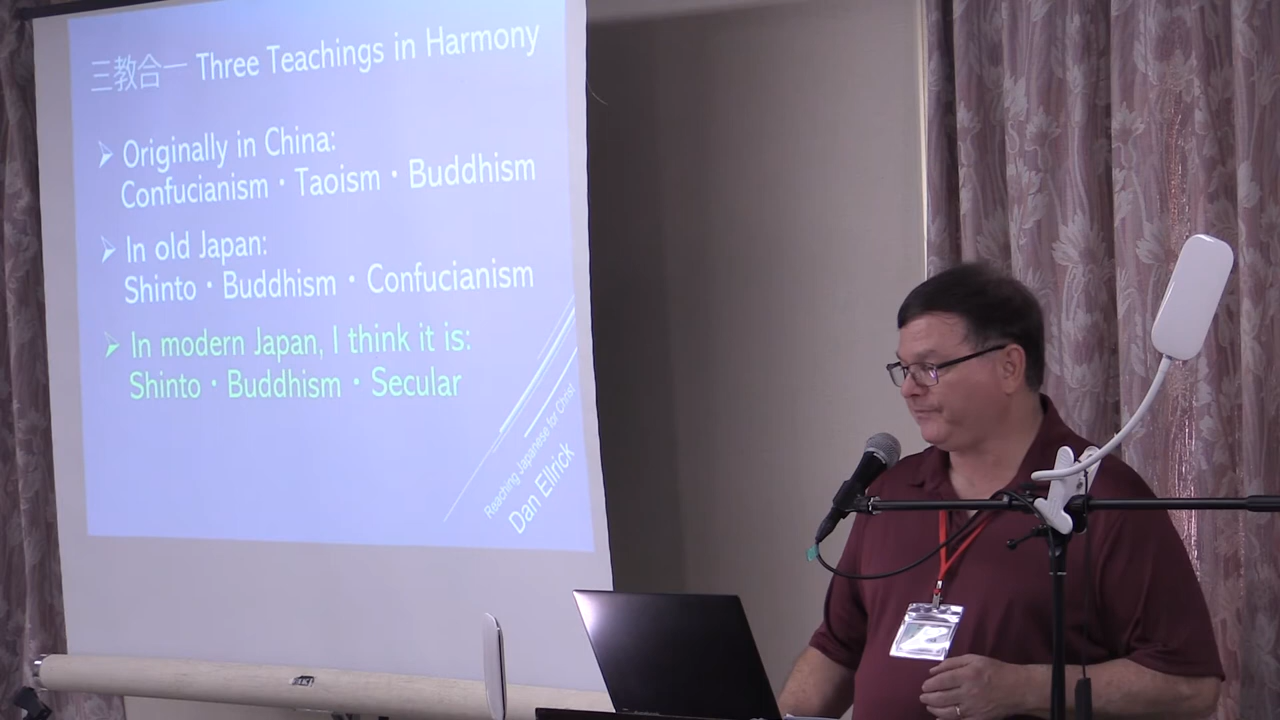 三教合一 Three Teachings in Harmony
➢ Originally in China:
Confucianism・Taoism・Buddhism
➢ In old Japan:
Shinto・Buddhism・Confucianism
➢ In modern Japan, I think it is:
Shinto・Buddhism・Secular
Reaching Japanese for Christ
Dan Ellrick